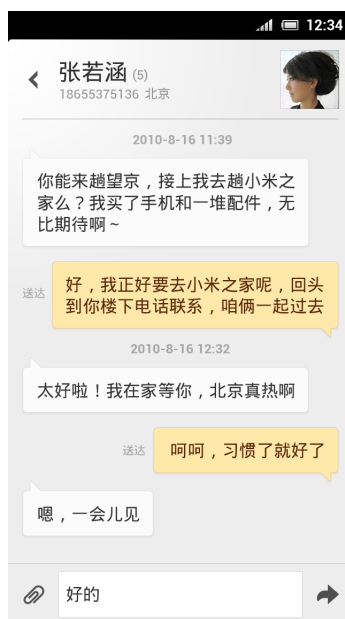 12:34
张若涵 (5)
18655375136 北京
2010-8-16 11:39
你能来趟望京，接上我去趟小米之
家么？我买了手机和一堆配件，无
比期待啊～
送达
好，我正好要去小米之家呢，回头
到你楼下电话联系，咱俩一起过去
2010-8-16 12:32
太好啦！我在家等你，北京真热啊
送达
呵呵，习惯了就好了
嗯，一会儿见
好的